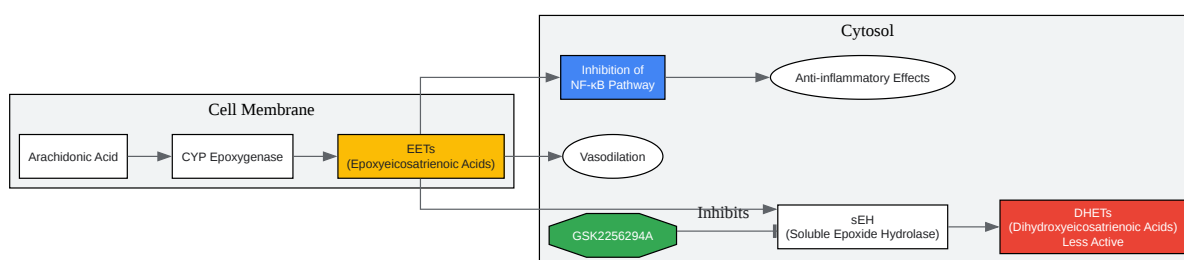 Cytosol
Inhibition of
NF-κB Pathway
Anti-inflammatory Effects
Cell Membrane
Arachidonic Acid
CYP Epoxygenase
EETs
(Epoxyeicosatrienoic Acids)
Vasodilation
Inhibits
GSK2256294A
sEH
(Soluble Epoxide Hydrolase)
DHETs
(Dihydroxyeicosatrienoic Acids)
Less Active